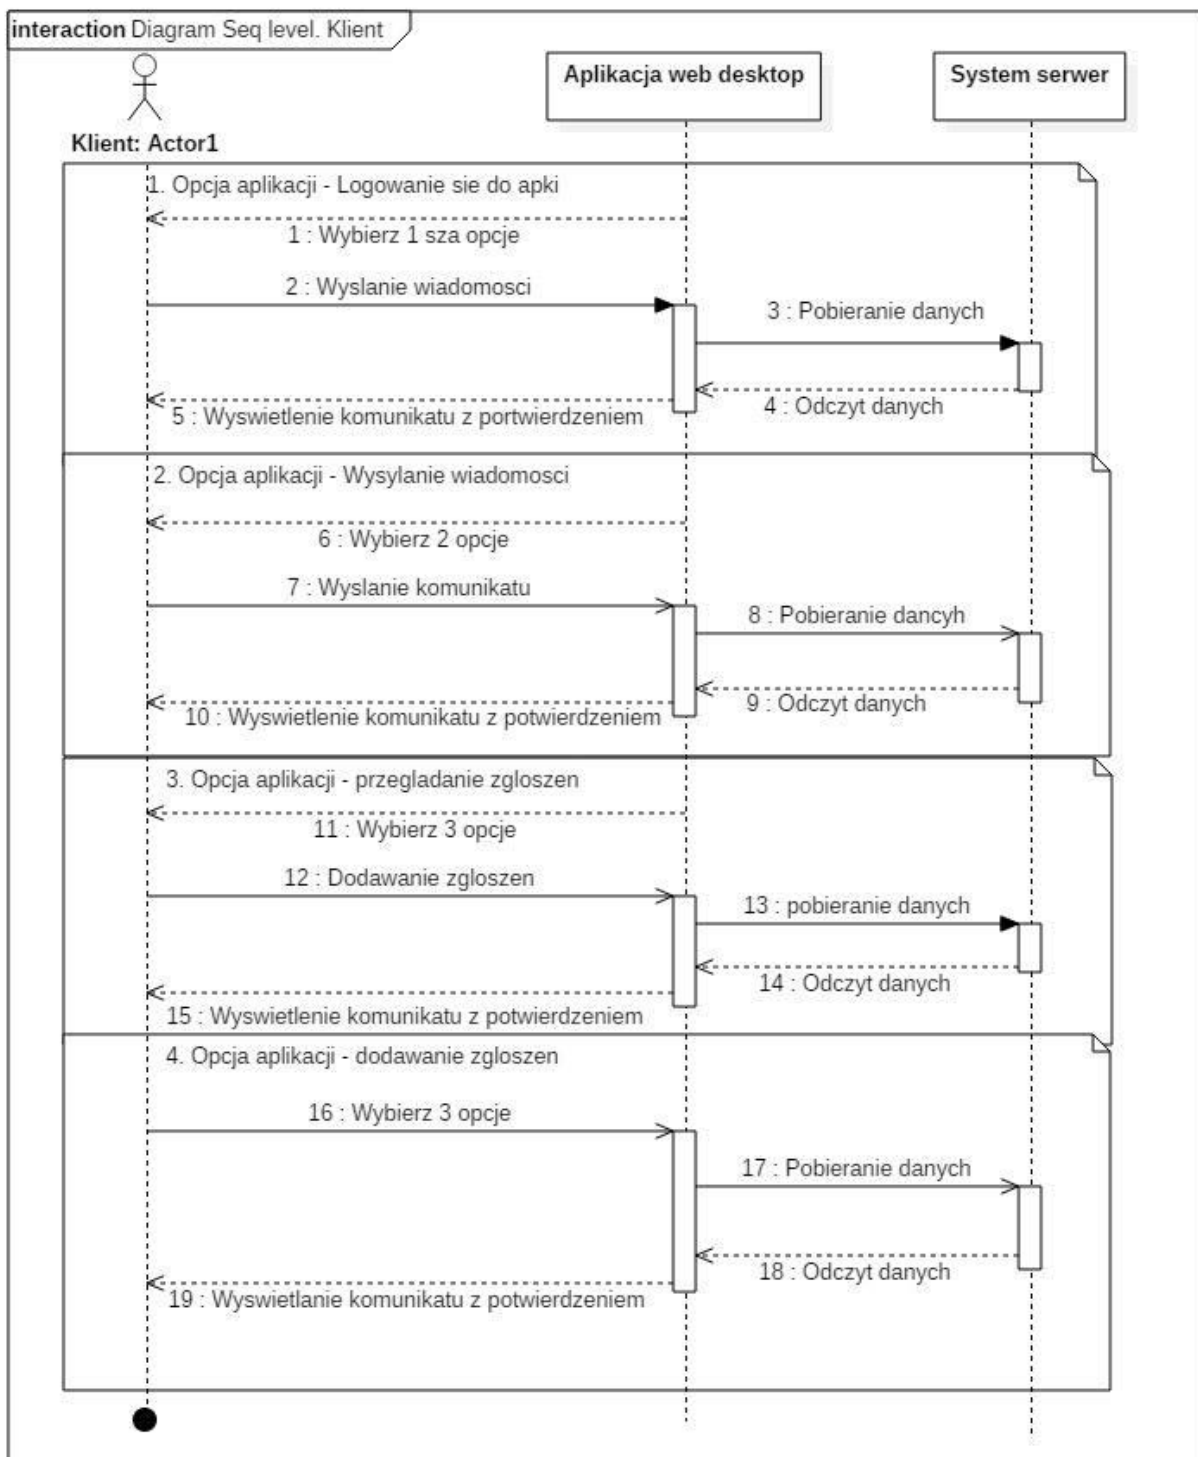 interaction Diagram Seq level. Klient
Aplikacja web desktop
System serwer
Klient: Actor1
1. Opcja aplikacji - Logowanie sie do apki
1 : Wybierz 1 sza opcje
2 : Wyslanie wiadomosci
3 : Pobieranie danych
4 : Odczyt danych
5 : Wyswietlenie komunikatu z portwierdzeniem
2. Opcja aplikacji - Wysylanie wiadomosci
6 : Wybierz 2 opcje
7 : Wyslanie komunikatu
8 : Pobieranie dancyh
9 : Odczyt danych
10 : Wyswietlenie komunikatu z potwierdzeniem
3. Opcja aplikacji - przegladanie zgloszen
11 : Wybierz 3 opcje
12 : Dodawanie zgloszen
13 : pobieranie danych
14 : Odczyt danych
15 : Wyswietlenie komunikatu z potwierdzeniem
4. Opcja aplikacji - dodawanie zgloszen
16 : Wybierz 3 opcje
17 : Pobieranie danych
18 : Odczyt danych
19 : Wyswietlanie komunikatu z potwierdzeniem